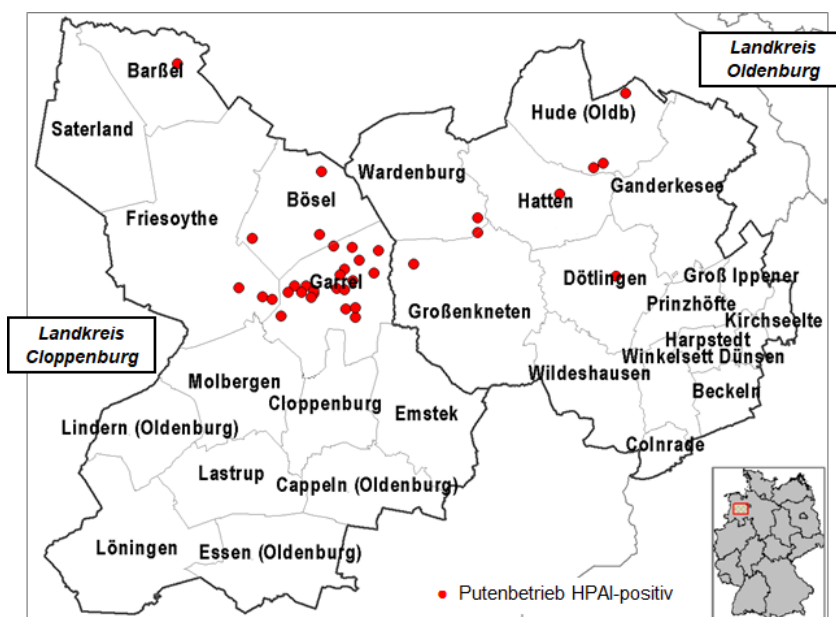 Landkreis
Oldenburg
Barßel
Hude (Oldb)
Saterland
Wardenburg
Ganderkesee
Bösel
Hatten
Friesoythe
Garrel
Dötlingen
Groß Ippener
Großenkneten
Prinzhöfte
Kirchseelte
Landkreis
Cloppenburg
Harpstedt
Winkelsett Dünsen
Wildeshausen
Molbergen
Beckeln
Cloppenburg
Emstek
Lindern (Oldenburg)
Colnrade
Lastrup
Cappeln (Oldenburg)
Löningen
Essen (Oldenburg)
Putenbetrieb HPAI-positiv